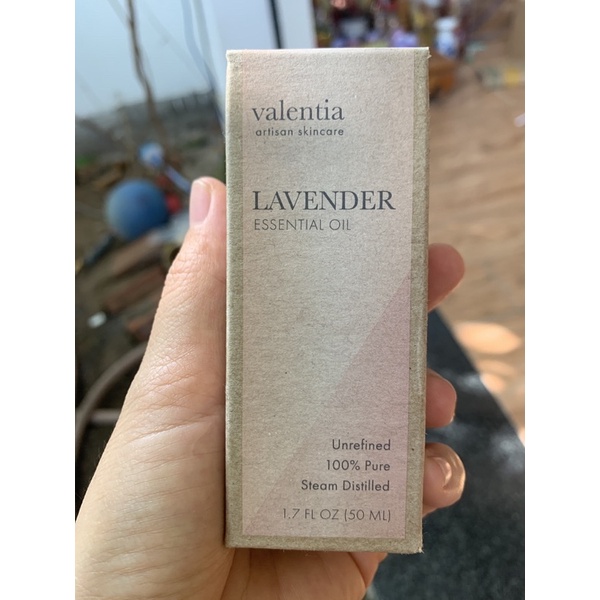 valentia
artisan skincare
LAVENDER
ESSENTIAL OIL
Unrefined
100% Pure
Steam Distilled
1.7 FL OZ (50 ML)